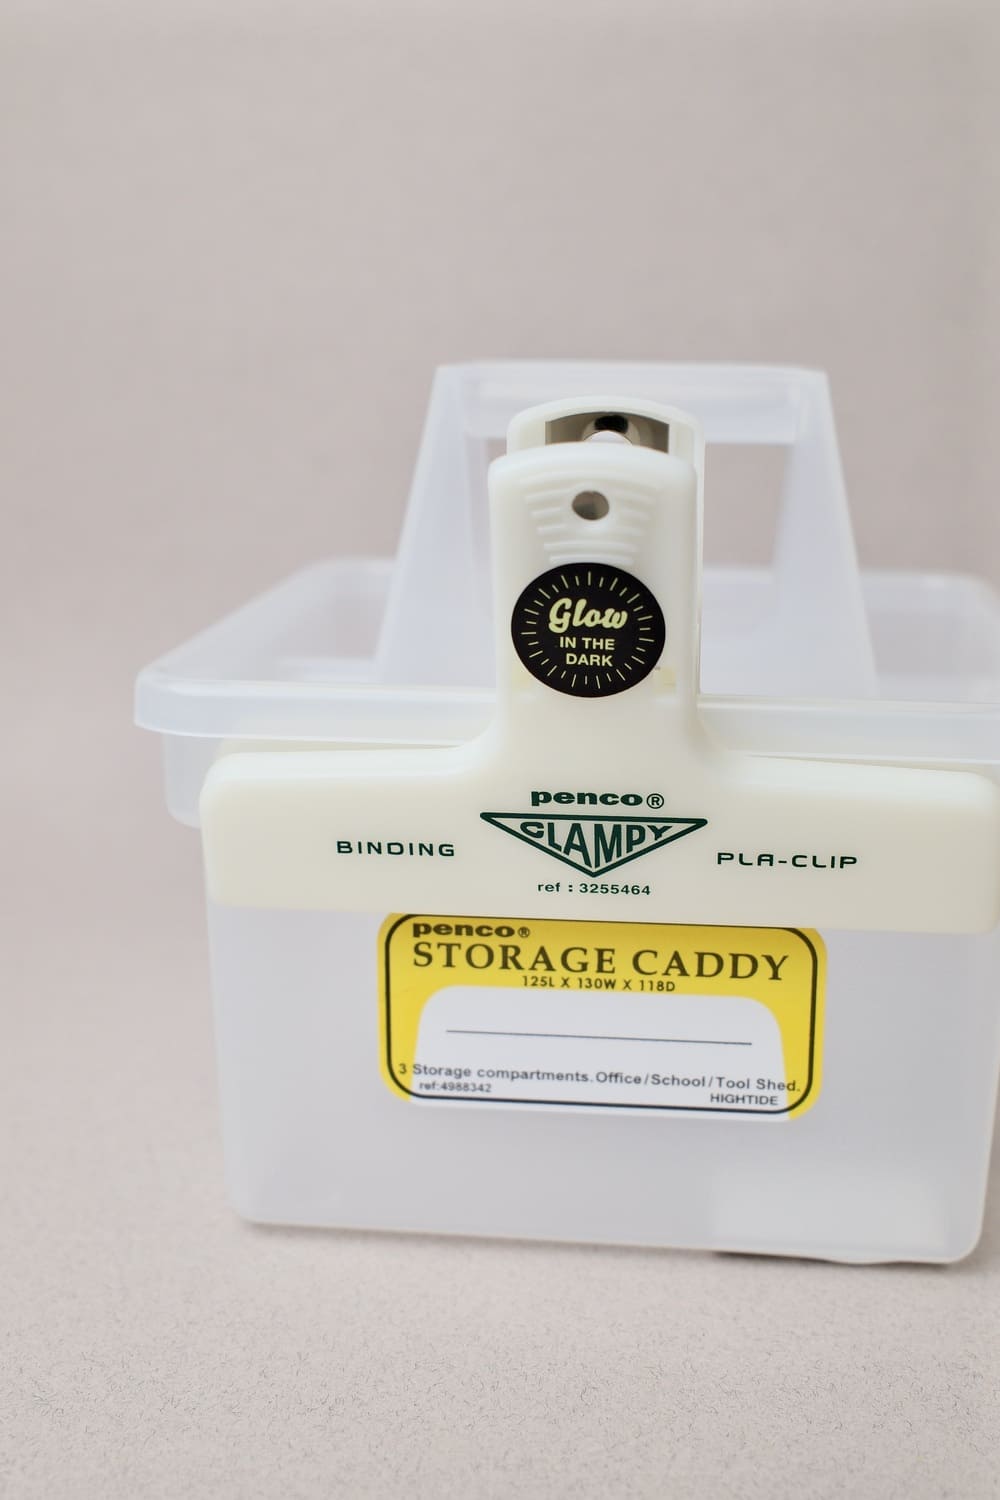 Glow
IN THE
DARK
penco®
CLAMPY
BINDING
PLA-CLIP
ref : 3255464
penco®
STORAGE CADDY
125L X 130W X 118D
3 Storage compartments. Office/School/Tool Shed.
ref:4988342
HIGHTIDE